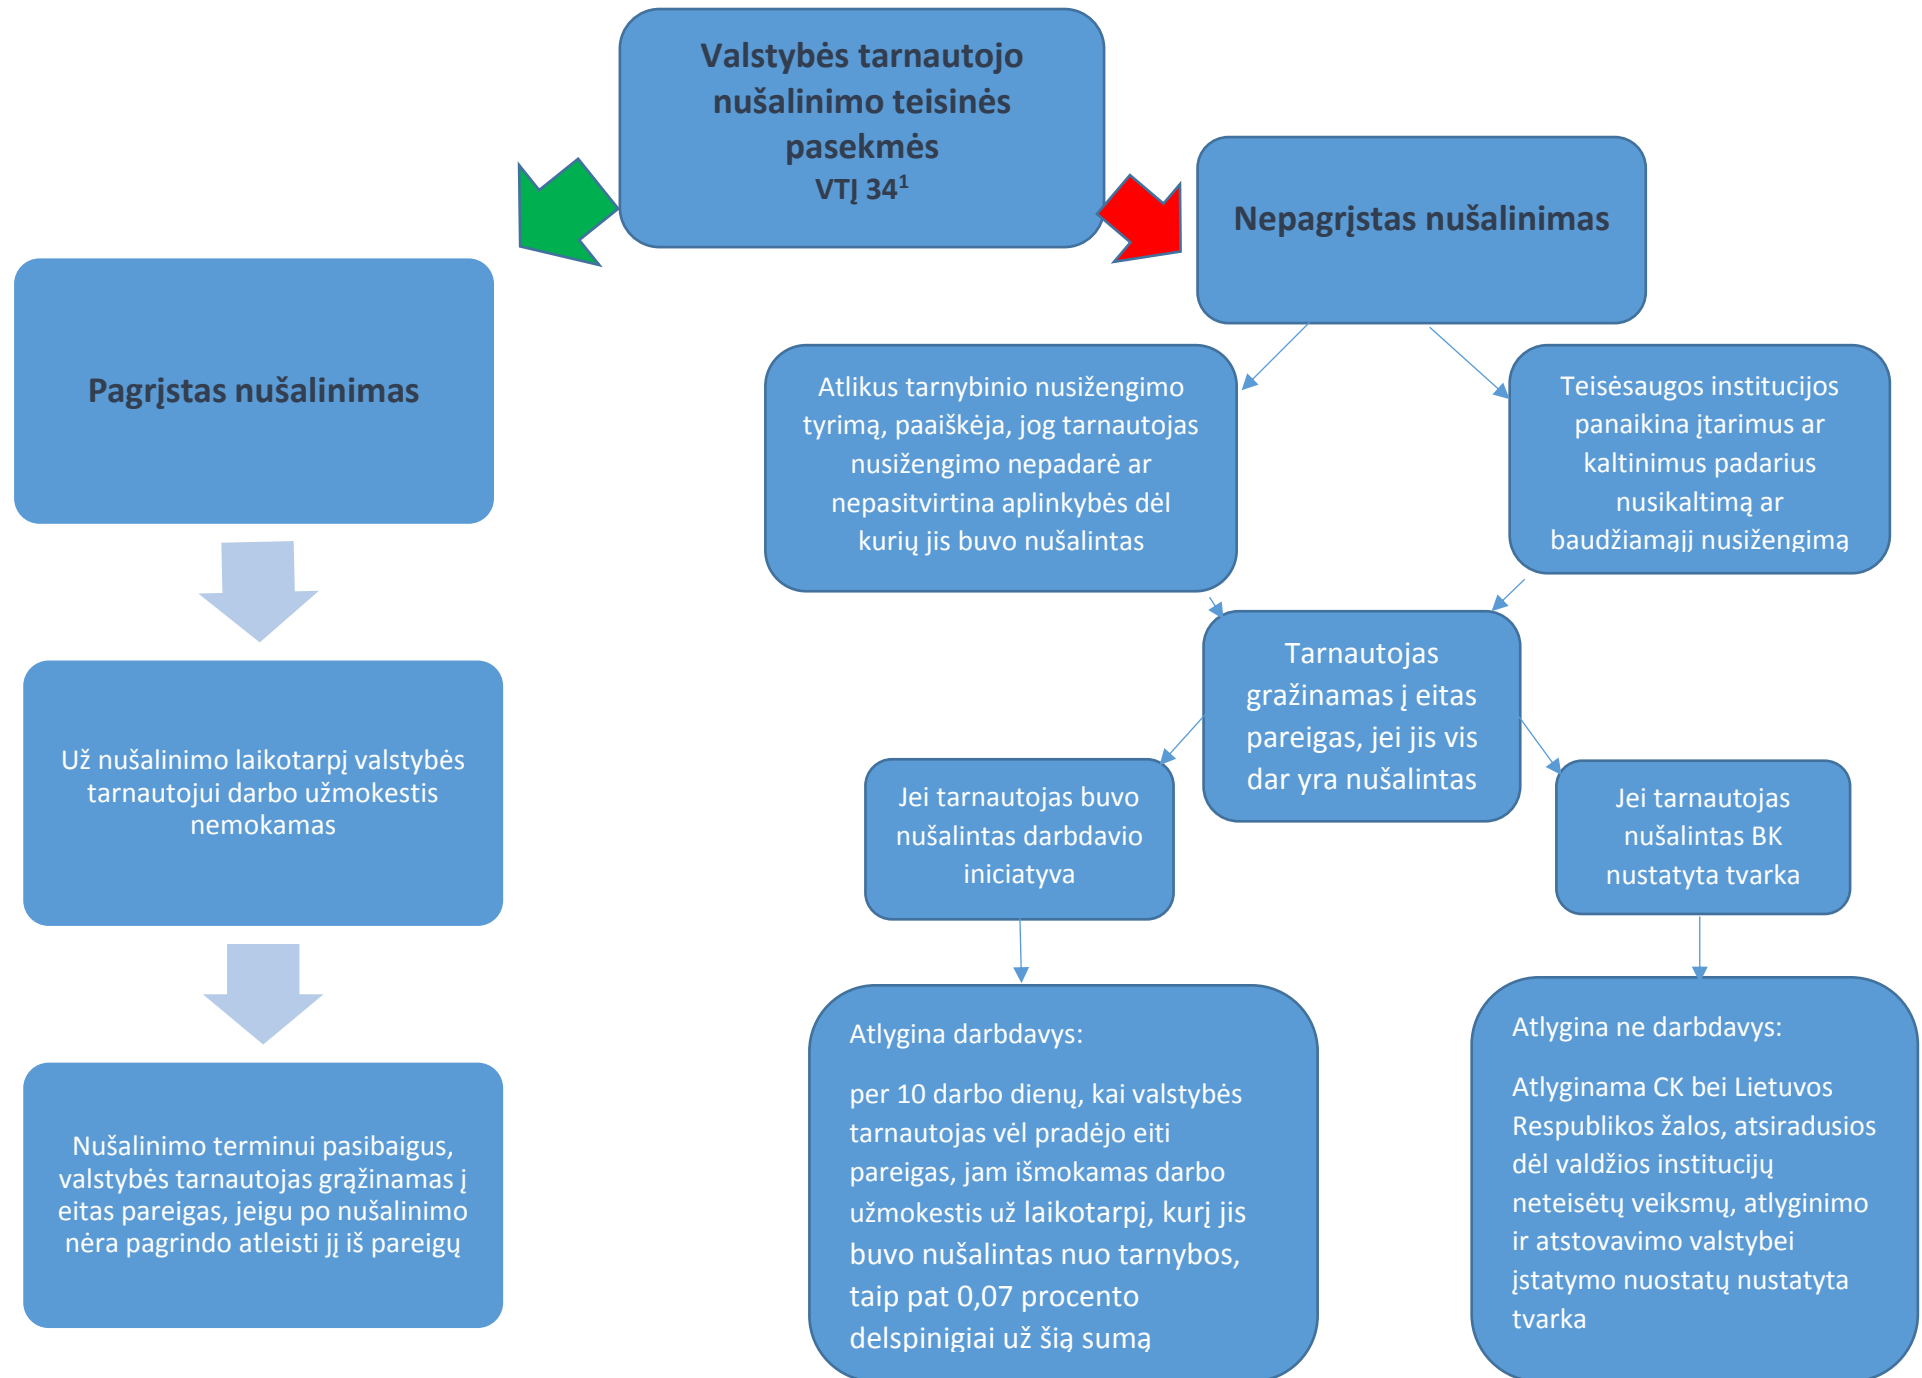 Valstybės tarnautojo
nušalinimo teisinės
pasekmės
VTĮ 34¹
Nepagrįstas nušalinimas
Pagrįstas nušalinimas
Atlikus tarnybinio nusižengimo
tyrimą, paaiškėja, jog tarnautojas
nusižengimo nepadarė ar
nepasitvirtina aplinkybės dėl
kurių jis buvo nušalintas
Teisėsaugos institucijos
panaikina įtarimus ar
kaltinimus padarius
nusikaltimą ar
baudžiamąjį nusižengimą
Tarnautojas
gražinamas į eitas
pareigas, jei jis vis
dar yra nušalintas
Už nušalinimo laikotarpį valstybės
tarnautojui darbo užmokestis
nemokamas
Jei tarnautojas buvo
nušalintas darbdavio
iniciatyva
Jei tarnautojas
nušalintas BK
nustatyta tvarka
Nušalinimo terminui pasibaigus,
valstybės tarnautojas grąžinamas į
eitas pareigas, jeigu po nušalinimo
nėra pagrindo atleisti jį iš pareigų
Atlygina darbdavys:
per 10 darbo dienų, kai valstybės
tarnautojas vėl pradėjo eiti
pareigas, jam išmokamas darbo
užmokestis už laikotarpį, kurį jis
buvo nušalintas nuo tarnybos,
taip pat 0,07 procento
delspinigiai už šią sumą
Atlygina ne darbdavys:
Atlyginama CK bei Lietuvos
Respublikos žalos, atsiradusios
dėl valdžios institucijų
neteisėtų veiksmų, atlyginimo
ir atstovavimo valstybei
įstatymo nuostatų nustatyta
tvarka